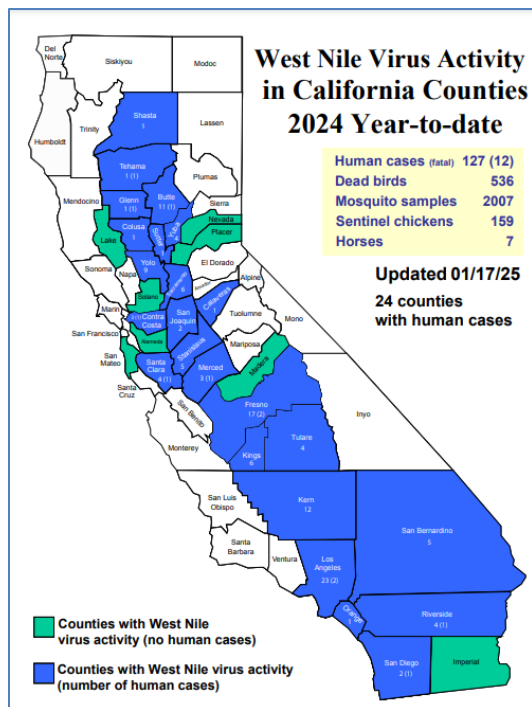 West Nile Virus Activity
in California Counties
2024 Year-to-date
Human cases (fatal) 127 (12)
Dead birds 536
Mosquito samples 2007
Sentinel chickens 159
Horses 7
Updated 01/17/25
24 counties
with human cases
Del
Norte
Siskiyou
Modoc
Humboldt
Trinity
Shasta
1
Lassen
Tehama
1 (1)
Plumas
Mendocino
Glenn
1 (1)
Butte
11 (1)
Sierra
Nevada
Placer
Lake
Colusa
1
Sutter
Yuba
El Dorado
Sonoma
Napa
Yolo
9
Alpine
Solano
Sacramento
6
Amador
Calaveras
1
Marin
Contra
Costa
San
Joaquin
2
Tuolumne
Mono
San Francisco
Alameda
Stanislaus
Mariposa
San
Mateo
Santa
Clara
4 (1)
Merced
3 (1)
Madera
Santa
Cruz
San Benito
Fresno
17 (2)
Inyo
Monterey
Kings
6
Tulare
4
San Luis
Obispo
Kern
12
San Bernardino
5
Santa
Barbara
Ventura
Los
Angeles
23 (2)
Orange
Riverside
4 (1)
San Diego
2 (1)
Imperial
Counties with West Nile
virus activity (no human cases)
Counties with West Nile virus activity
(number of human cases)